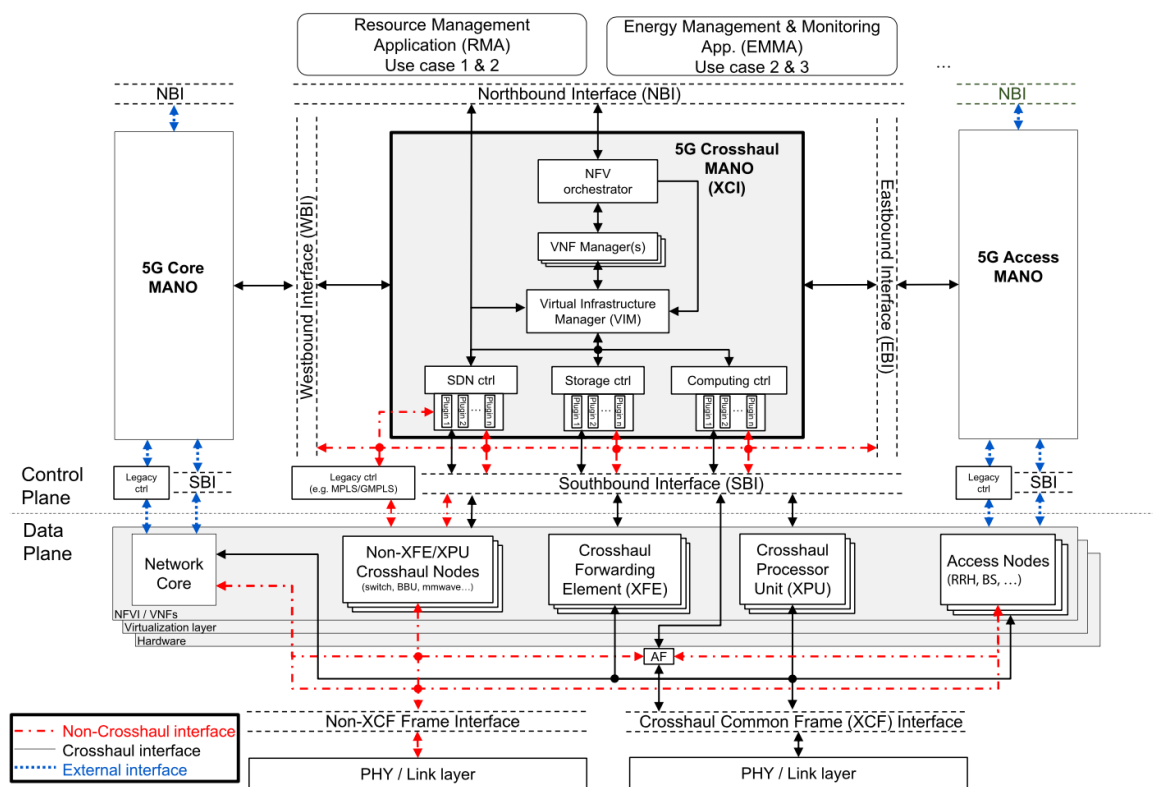 Resource Management
Application (RMA)
Use case 1 & 2
Energy Management & Monitoring
App. (EMMA)
Use case 2 & 3
...
NBI
Northbound Interface (NBI)
NBI
5G Crosshaul
MANO
(XCI)
NFV
orchestrator
VNF Manager(s)
Virtual Infrastructure
Manager (VIM)
5G Core
MANO
Westbound Interface (WBI)
Eastbound Interface (EBI)
5G Access
MANO
SDN ctrl
Storage ctrl
Computing ctrl
Plugin 1
Plugin 2
...
Plugin n
Plugin 1
Plugin 2
...
Plugin n
Plugin 1
Plugin 2
...
Plugin n
Control
Plane
Legacy
ctrl
SBI
Legacy ctrl
(e.g. MPLS/GMPLS)
Southbound Interface (SBI)
Legacy
ctrl
SBI
Data
Plane
Network
Core
Non-XFE/XPU
Crosshaul Nodes
(switch, BBU, mmwave...)
Crosshaul
Forwarding
Element (XFE)
Crosshaul
Processor
Unit (XPU)
Access Nodes
(RRH, BS, ...)
NFVI / VNFs
Virtualization layer
Hardware
AF
Non-XCF Frame Interface
Crosshaul Common Frame (XCF) Interface
PHY / Link layer
PHY / Link layer
Non-Crosshaul interface
Crosshaul interface
External interface